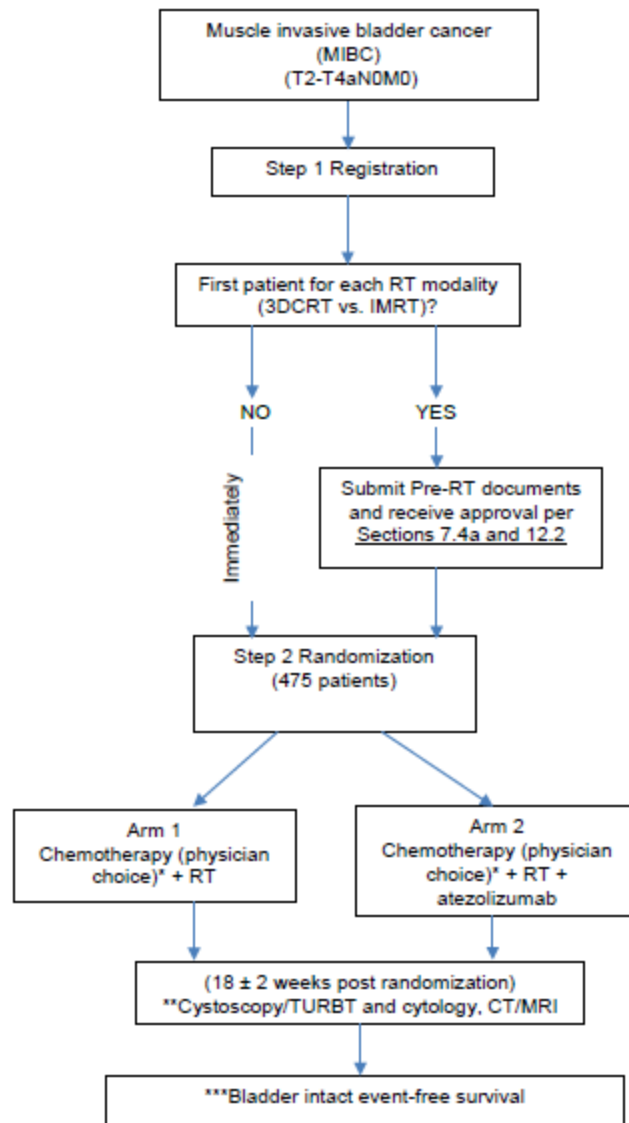 Muscle invasive bladder cancer
(MIBC)
(T2-T4aN0M0)
Step 1 Registration
First patient for each RT modality
(3DCRT vs. IMRT)?
NO
YES
Immediately
Submit Pre-RT documents
and receive approval per
Sections 7.4a and 12.2
Step 2 Randomization
(475 patients)
Arm 1
Chemotherapy (physician
choice)* + RT
Arm 2
Chemotherapy (physician
choice)* + RT +
atezolizumab
(18 ± 2 weeks post randomization)
**Cystoscopy/TURBT and cytology, CT/MRI
***Bladder intact event-free survival